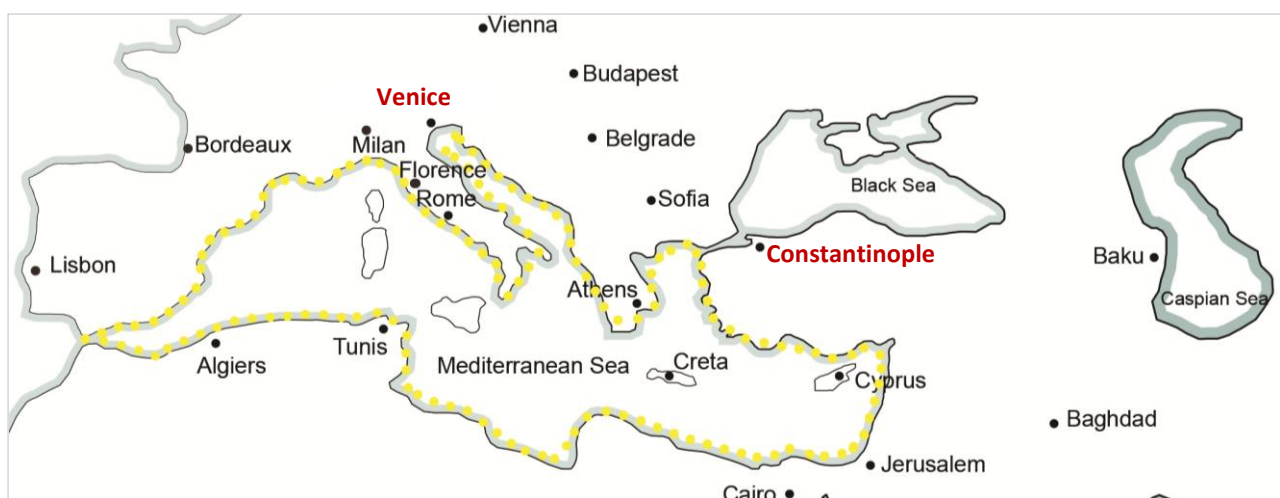 Vienna
Budapest
Venice
Belgrade
Milan
Bordeaux
Florence
Rome
Sofia
Black Sea
Constantinople
Baku
Lisbon
Athens
Caspian Sea
Tunis
Algiers
Mediterranean Sea
Creta
Cyprus
Baghdad
Jerusalem
Cairo